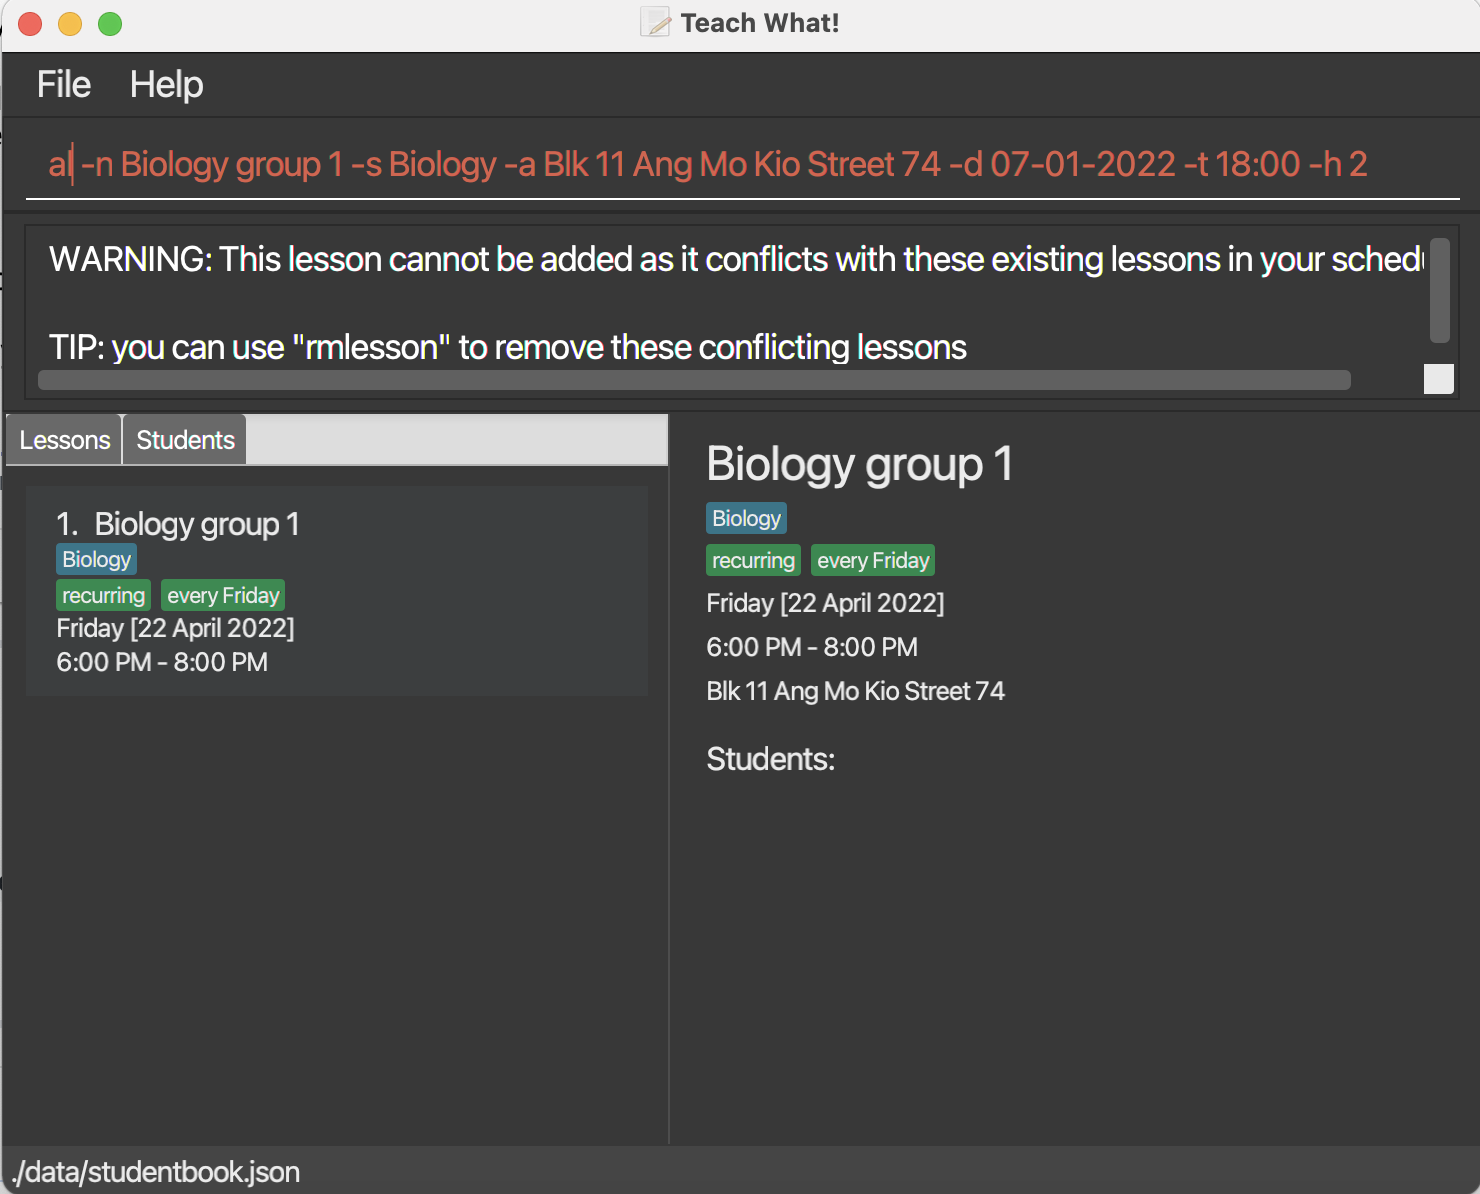 Teach What!
File Help
al -n Biology group 1 -s Biology -a Blk 11 Ang Mo Kio Street 74 -d 07-01-2022 -t 18:00 -h 2
WARNING: This lesson cannot be added as it conflicts with these existing lessons in your
TIP: you can use "rmlesson" to remove these conflicting lessons
Lessons Students
1. Biology group 1
Biology
recurring every Friday
Friday [22 April 2022]
6:00 PM - 8:00 PM
Biology group 1
Biology
recurring every Friday
Friday [22 April 2022]
6:00 PM - 8:00 PM
Blk 11 Ang Mo Kio Street 74
Students:
./data/studentbook.json